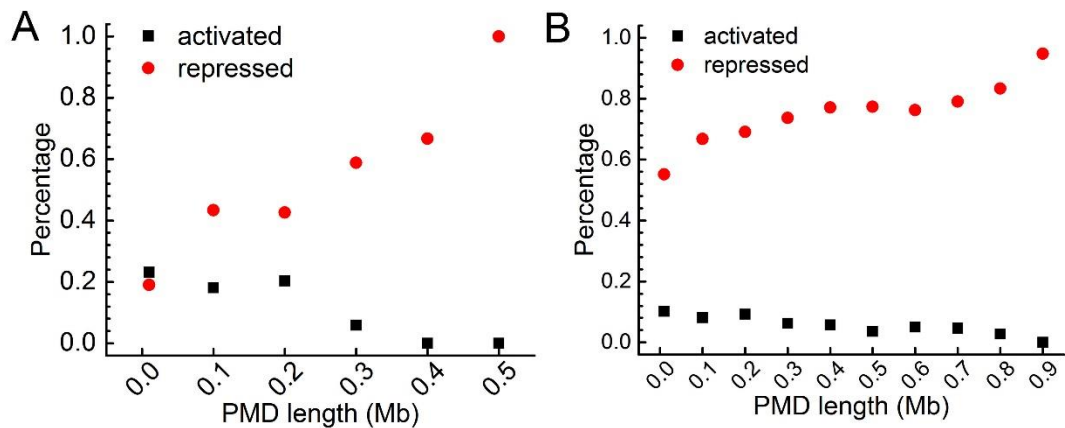 A
activated
repressed
Percentage
1.0
0.8
0.6
0.4
0.2
0.0
0.0 0.1 0.2 0.3 0.4 0.5
PMD length (Mb)
B
activated
repressed
Percentage
1.0
0.8
0.6
0.4
0.2
0.0
0.0 0.1 0.2 0.3 0.4 0.5 0.6 0.7 0.8 0.9
PMD length (Mb)